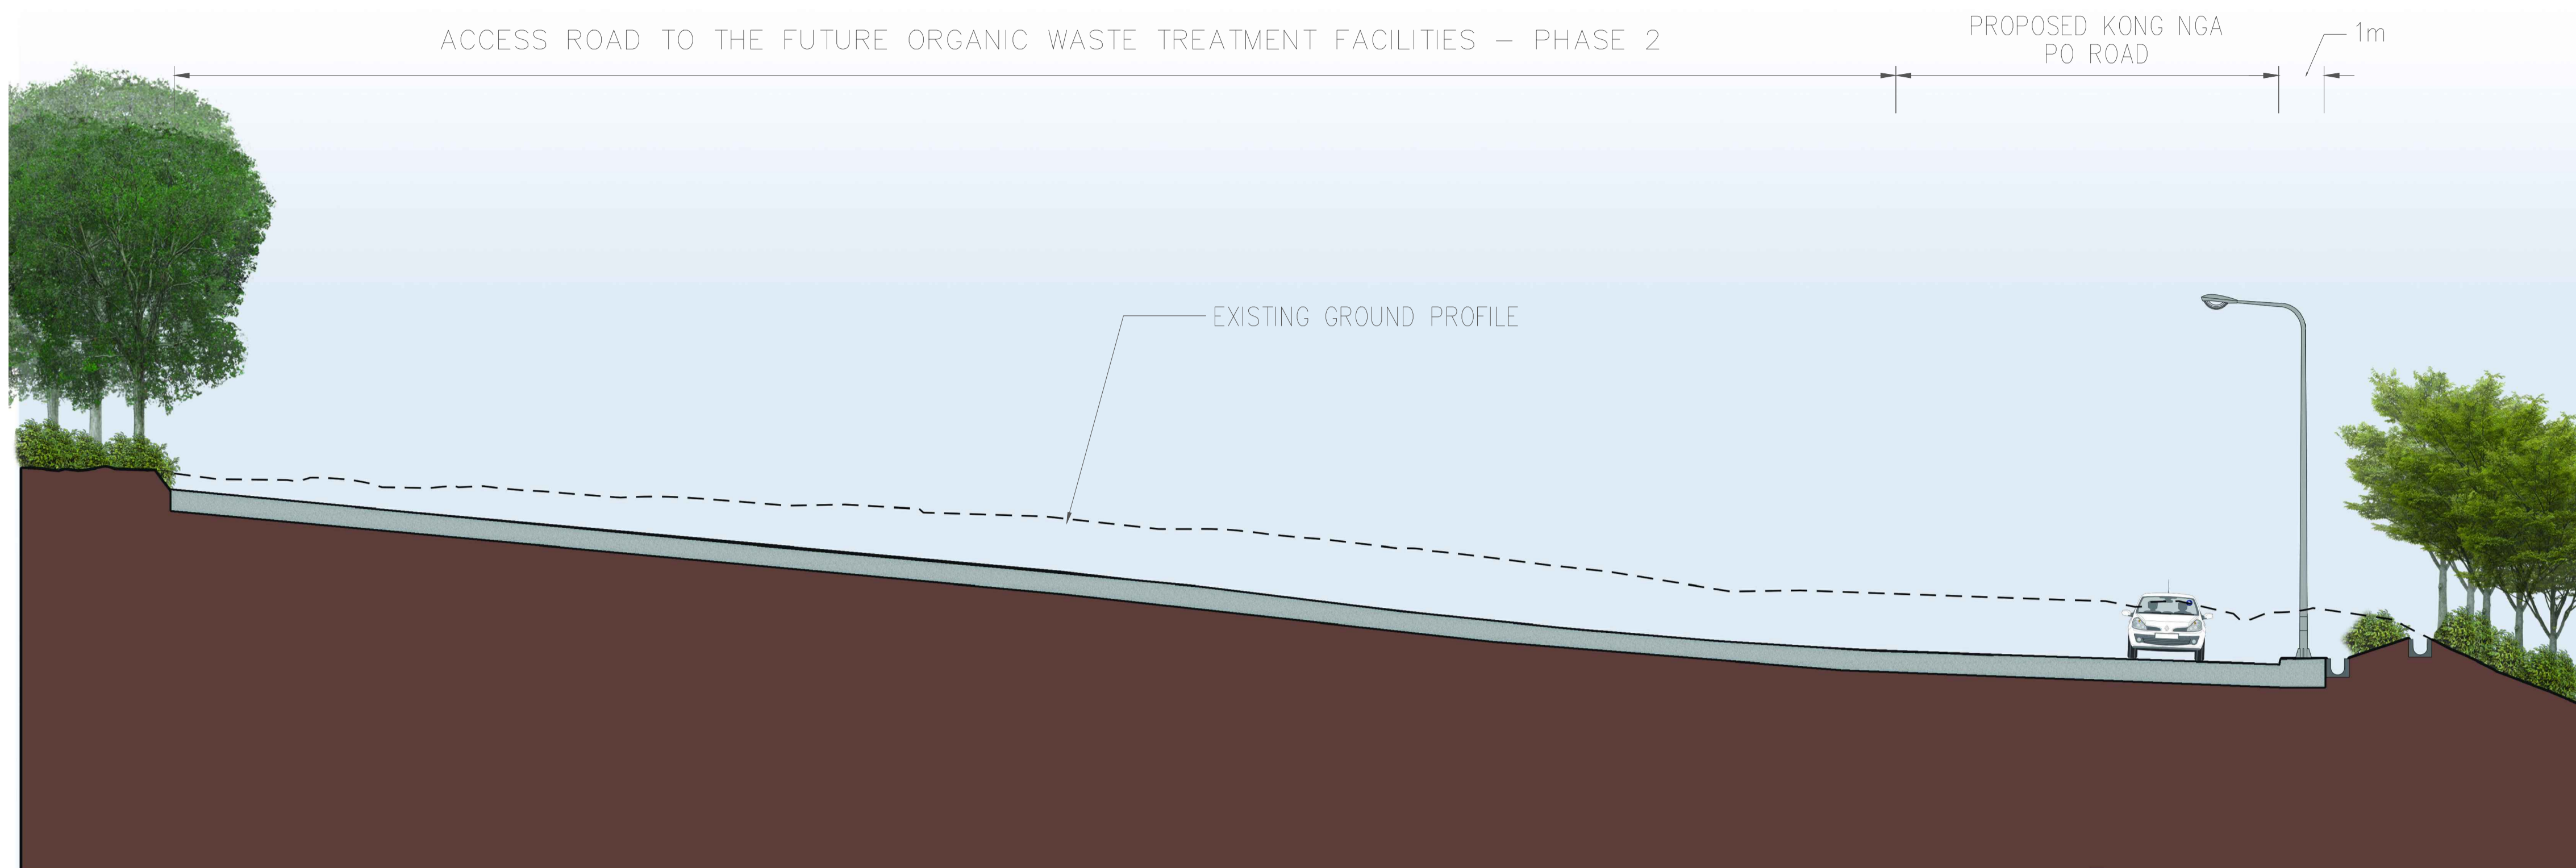 ACCESS ROAD TO THE FUTURE ORGANIC WASTE TREATMENT FACILITIES – PHASE 2
PROPOSED KONG NGA
PO ROAD
1m
EXISTING GROUND PROFILE